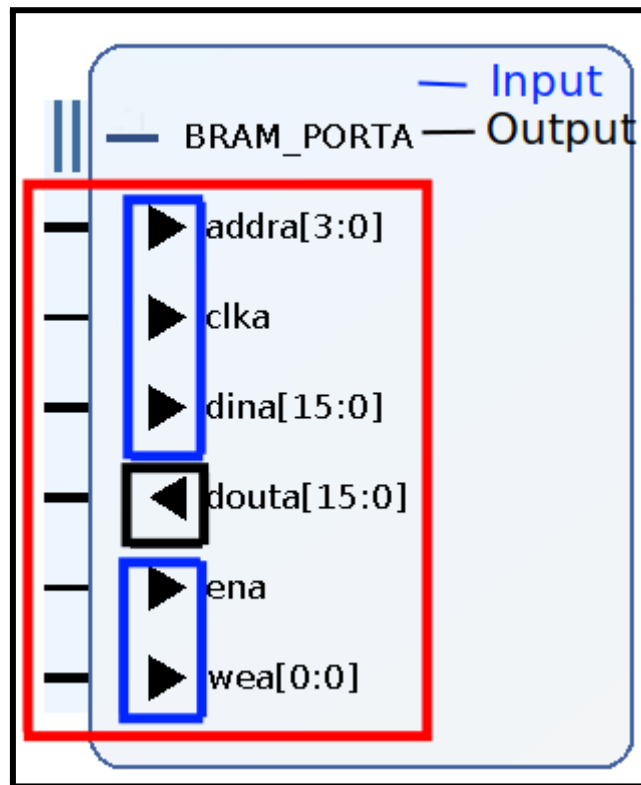 Input
BRAM_PORTA
Output
addra[3:0]
clka
dina[15:0]
douta[15:0]
ena
wea[0:0]